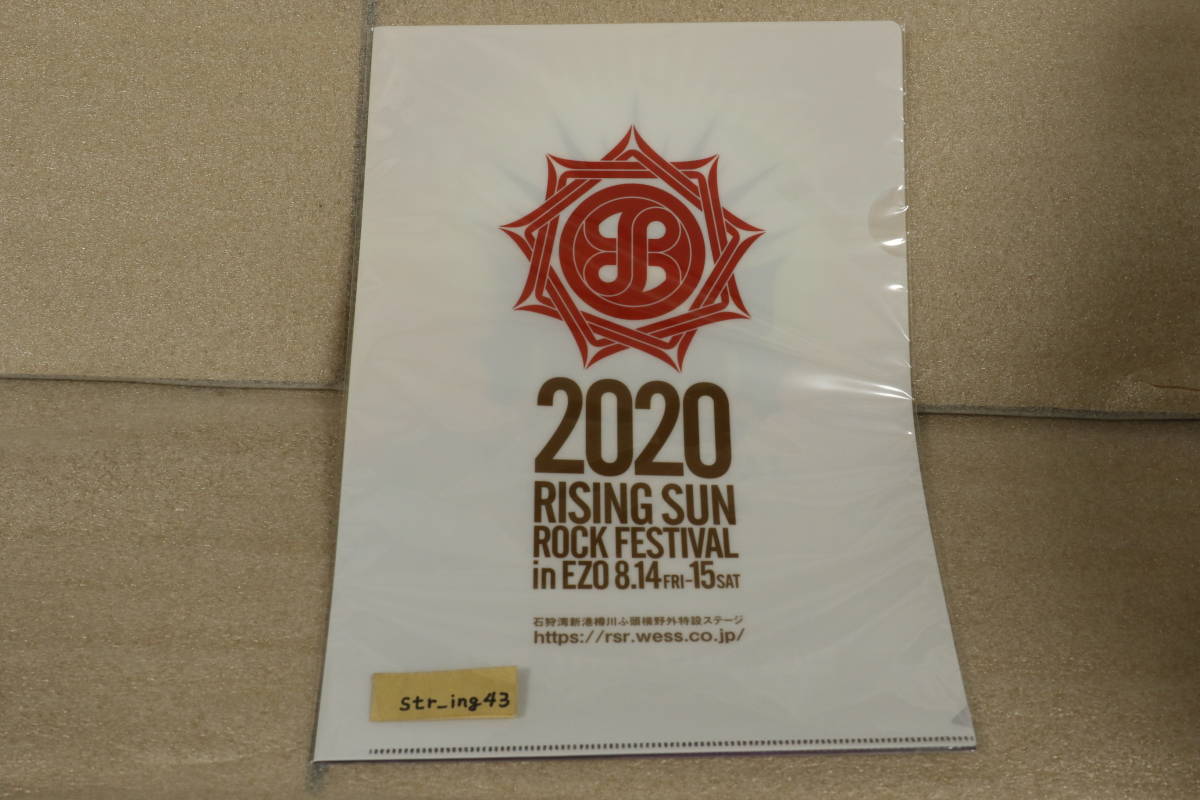 2020
RISING SUN
ROCK FESTIVAL
in EZO 8.14FRI-15SAT
石狩湾新港樽川ふ頭横野外特設ステージ
https://rsr.wess.co.jp/
str_ing43